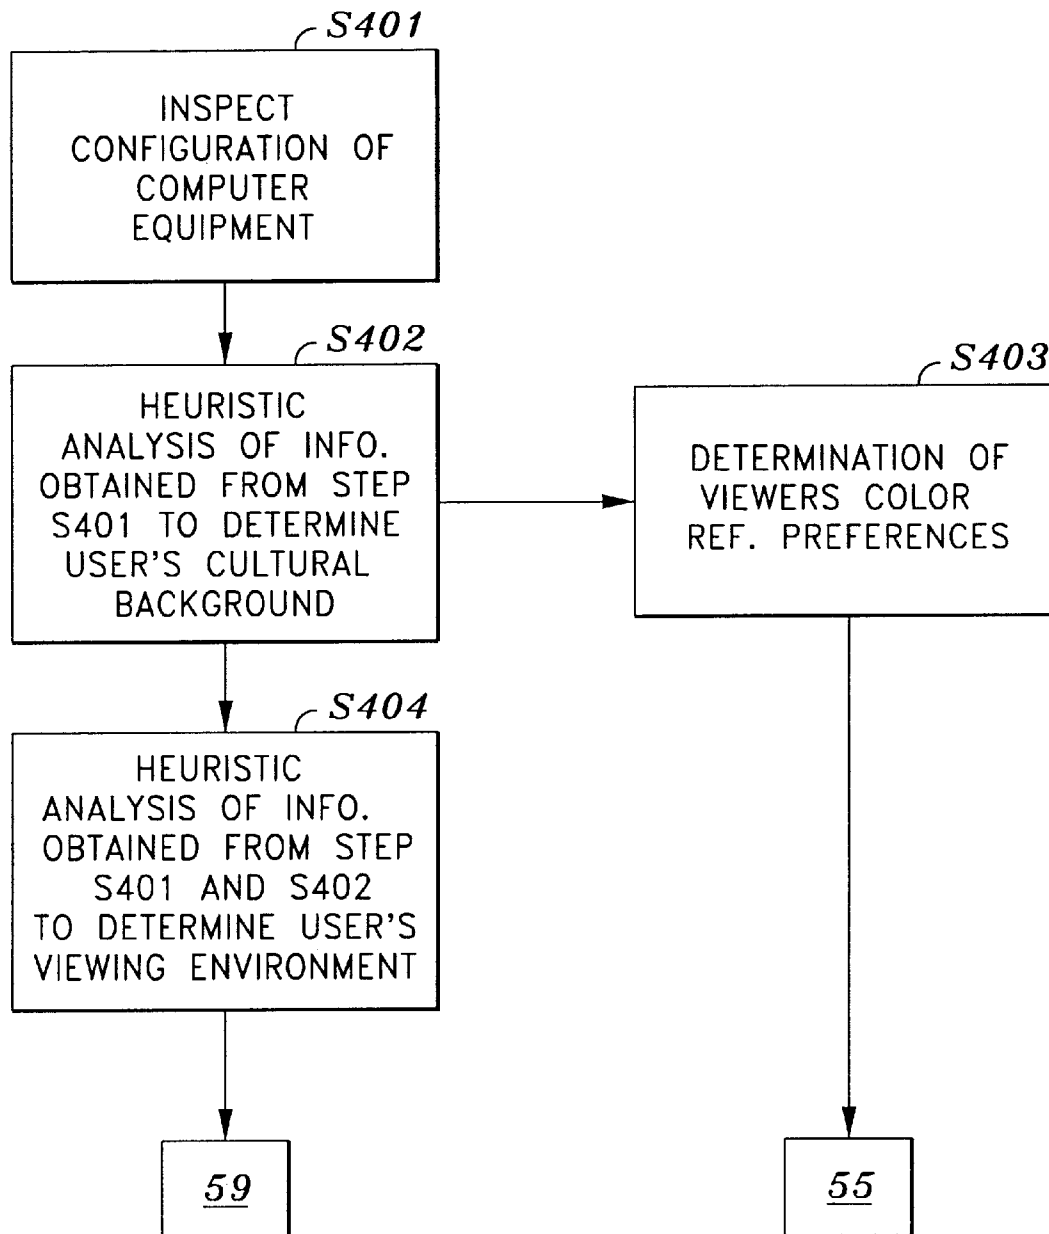 S401
INSPECT
CONFIGURATION OF
COMPUTER
EQUIPMENT
S402
HEURISTIC
ANALYSIS OF INFO.
OBTAINED FROM STEP
S401 TO DETERMINE
USER'S CULTURAL
BACKGROUND
S403
DETERMINATION OF
VIEWERS COLOR
REF. PREFERENCES
S404
HEURISTIC
ANALYSIS OF INFO.
OBTAINED FROM STEP
S401 AND S402
TO DETERMINE USER'S
VIEWING ENVIRONMENT
59
55